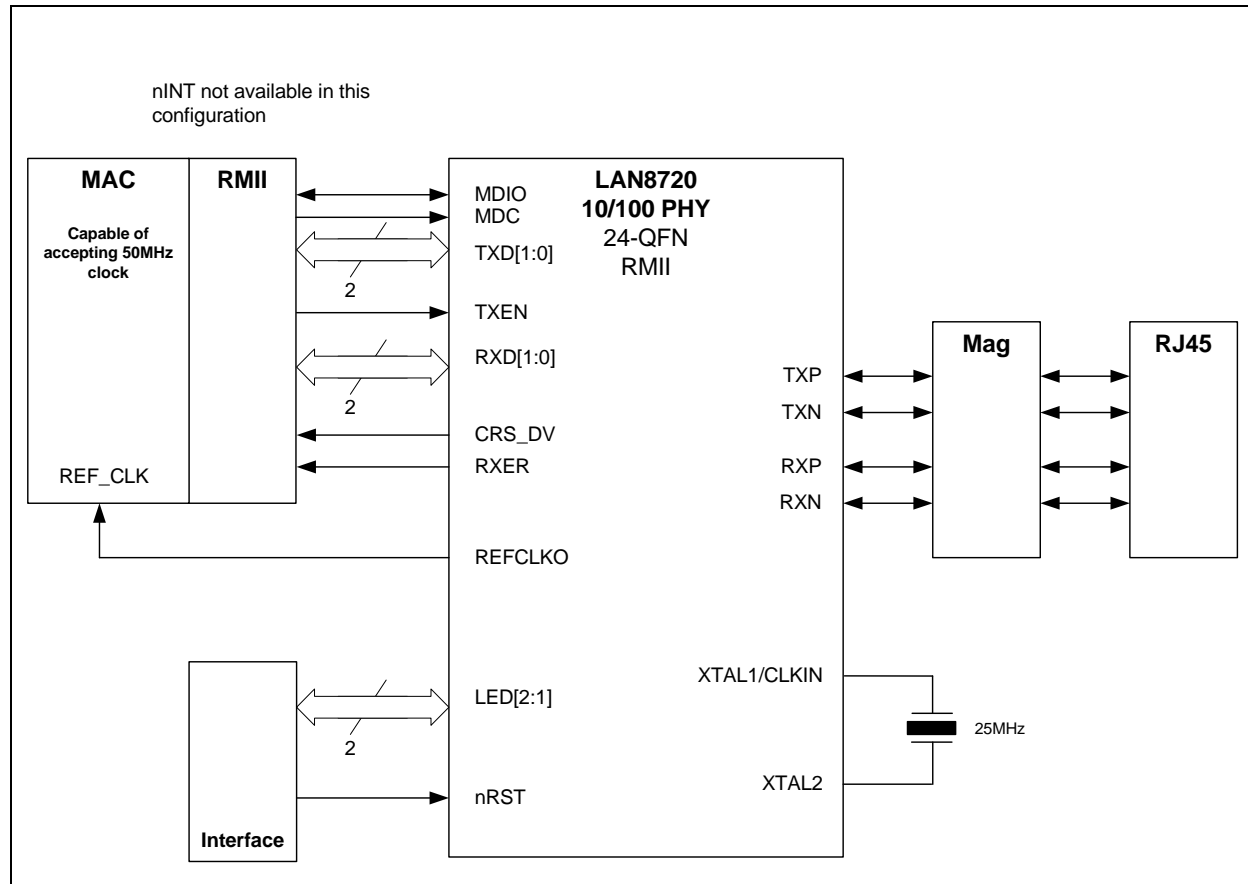 nINT not available in this
configuration
MAC
RMII
Capable of
accepting 50MHz
clock
REF_CLK
LAN8720
10/100 PHY
24-QFN
RMII
MDIO
MDC
TXD[1:0]
2
TXEN
RXD[1:0]
2
CRS_DV
RXER
REFCLKO
LED[2:1]
2
nRST
Interface
TXP
TXN
RXP
RXN
Mag
RJ45
XTAL1/CLKIN
25MHz
XTAL2